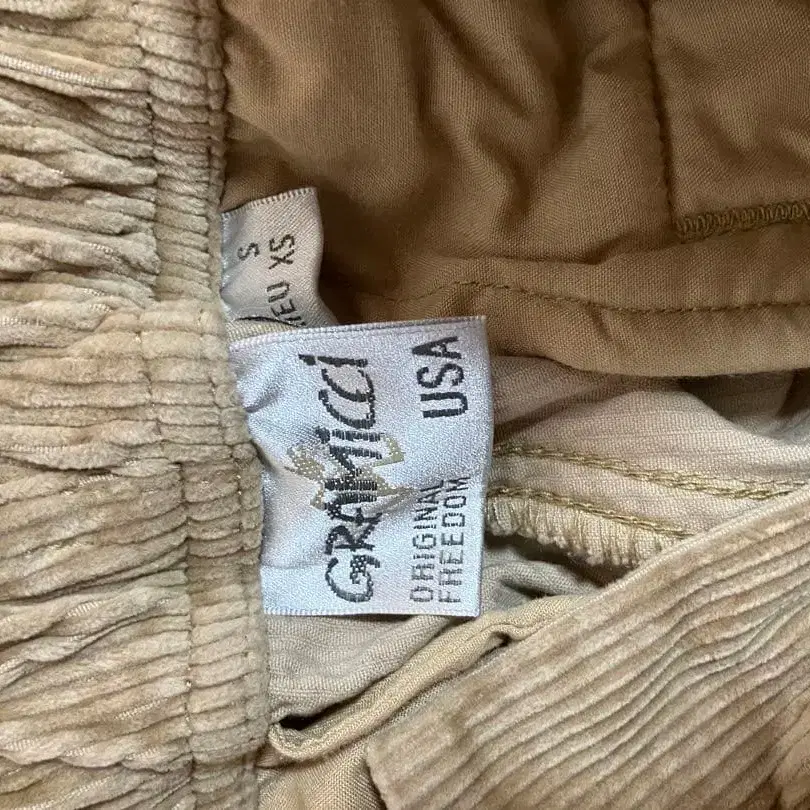 S
/EU XS
GRAMiCCi
ORIGINAL
FREEDOM
USA